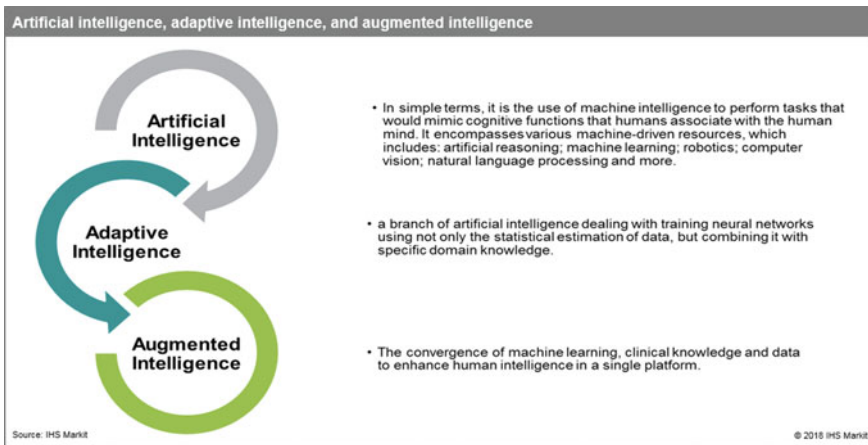 Artificial intelligence, adaptive intelligence, and augmented intelligence
Artificial
Intelligence
• In simple terms, it is the use of machine intelligence to perform tasks that
would mimic cognitive functions that humans associate with the human
mind. It encompasses various machine-driven resources, which
includes: artificial reasoning; machine learning; robotics; computer
vision; natural language processing and more.
Adaptive
Intelligence
• a branch of artificial intelligence dealing with training neural networks
using not only the statistical estimation of data, but combining it with
specific domain knowledge.
Augmented
Intelligence
• The convergence of machine learning, clinical knowledge and data
to enhance human intelligence in a single platform.
Source: IHS Markit
© 2018 IHS Markit